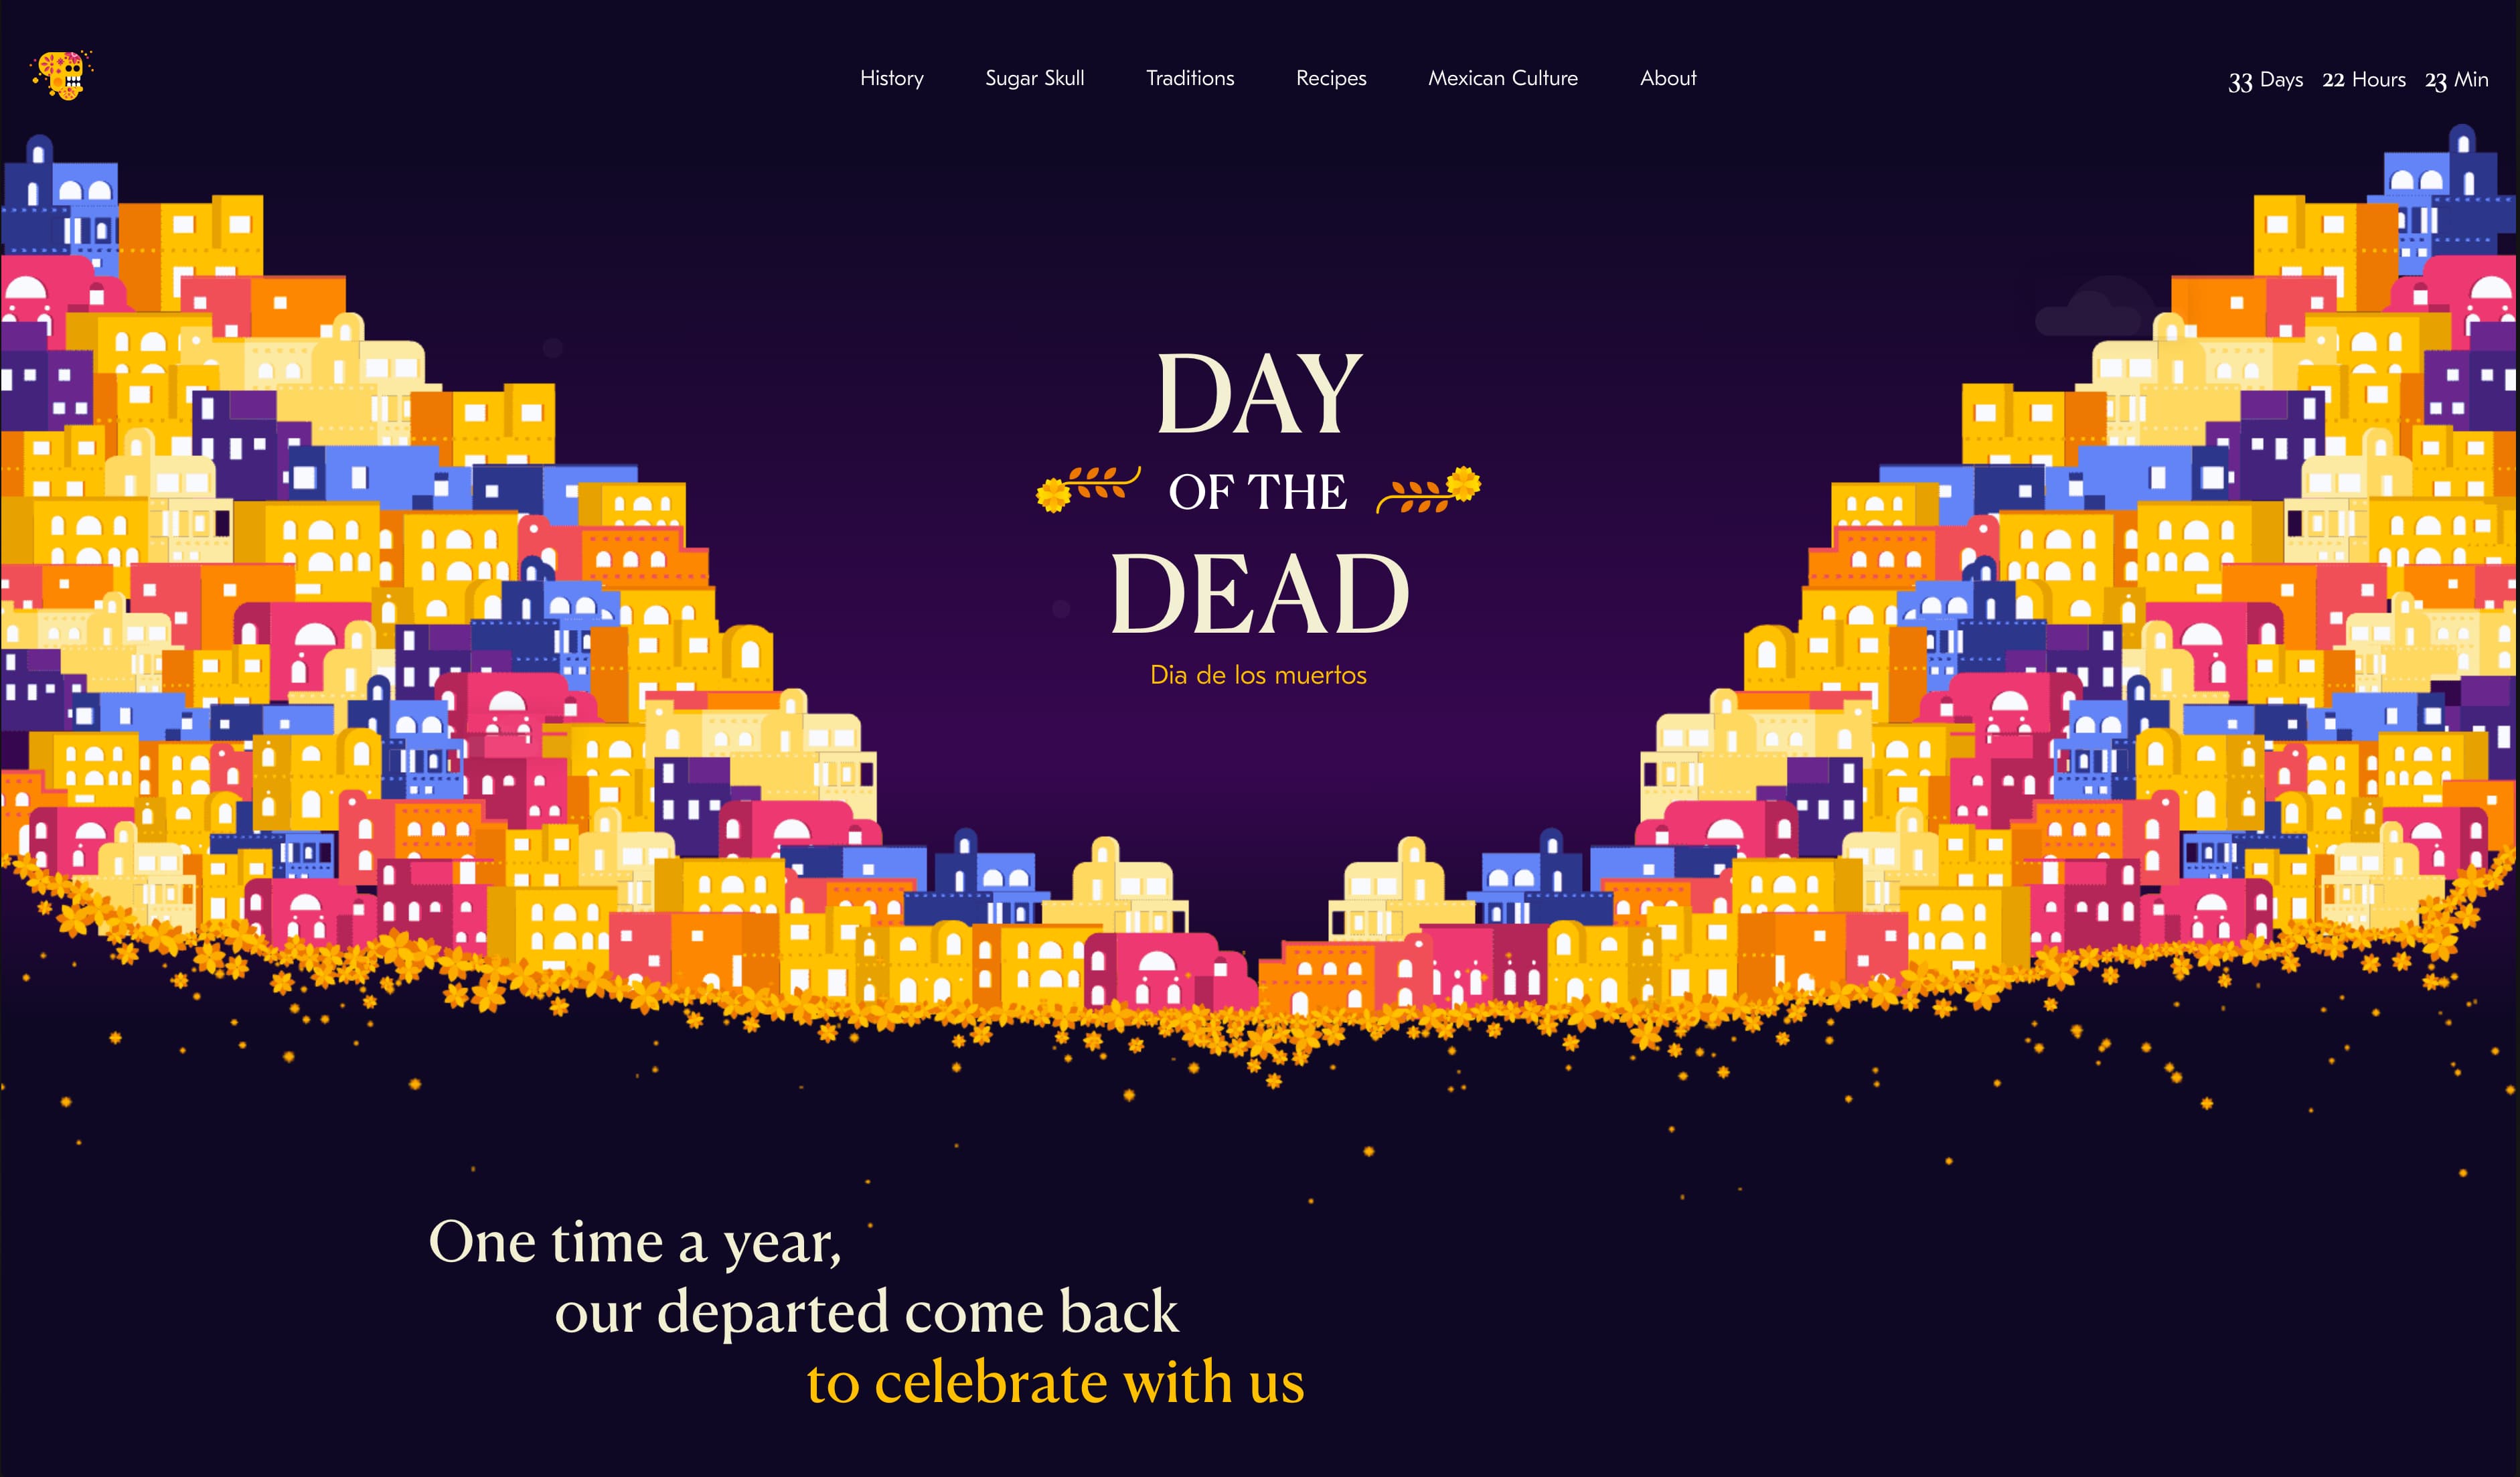 History Sugar Skull Traditions Recipes Mexican Culture About 33 Days 22 Hours 23 Min
DAY
OF THE
DEAD
Dia de los muertos
One time a year,
our departed come back
to celebrate with us